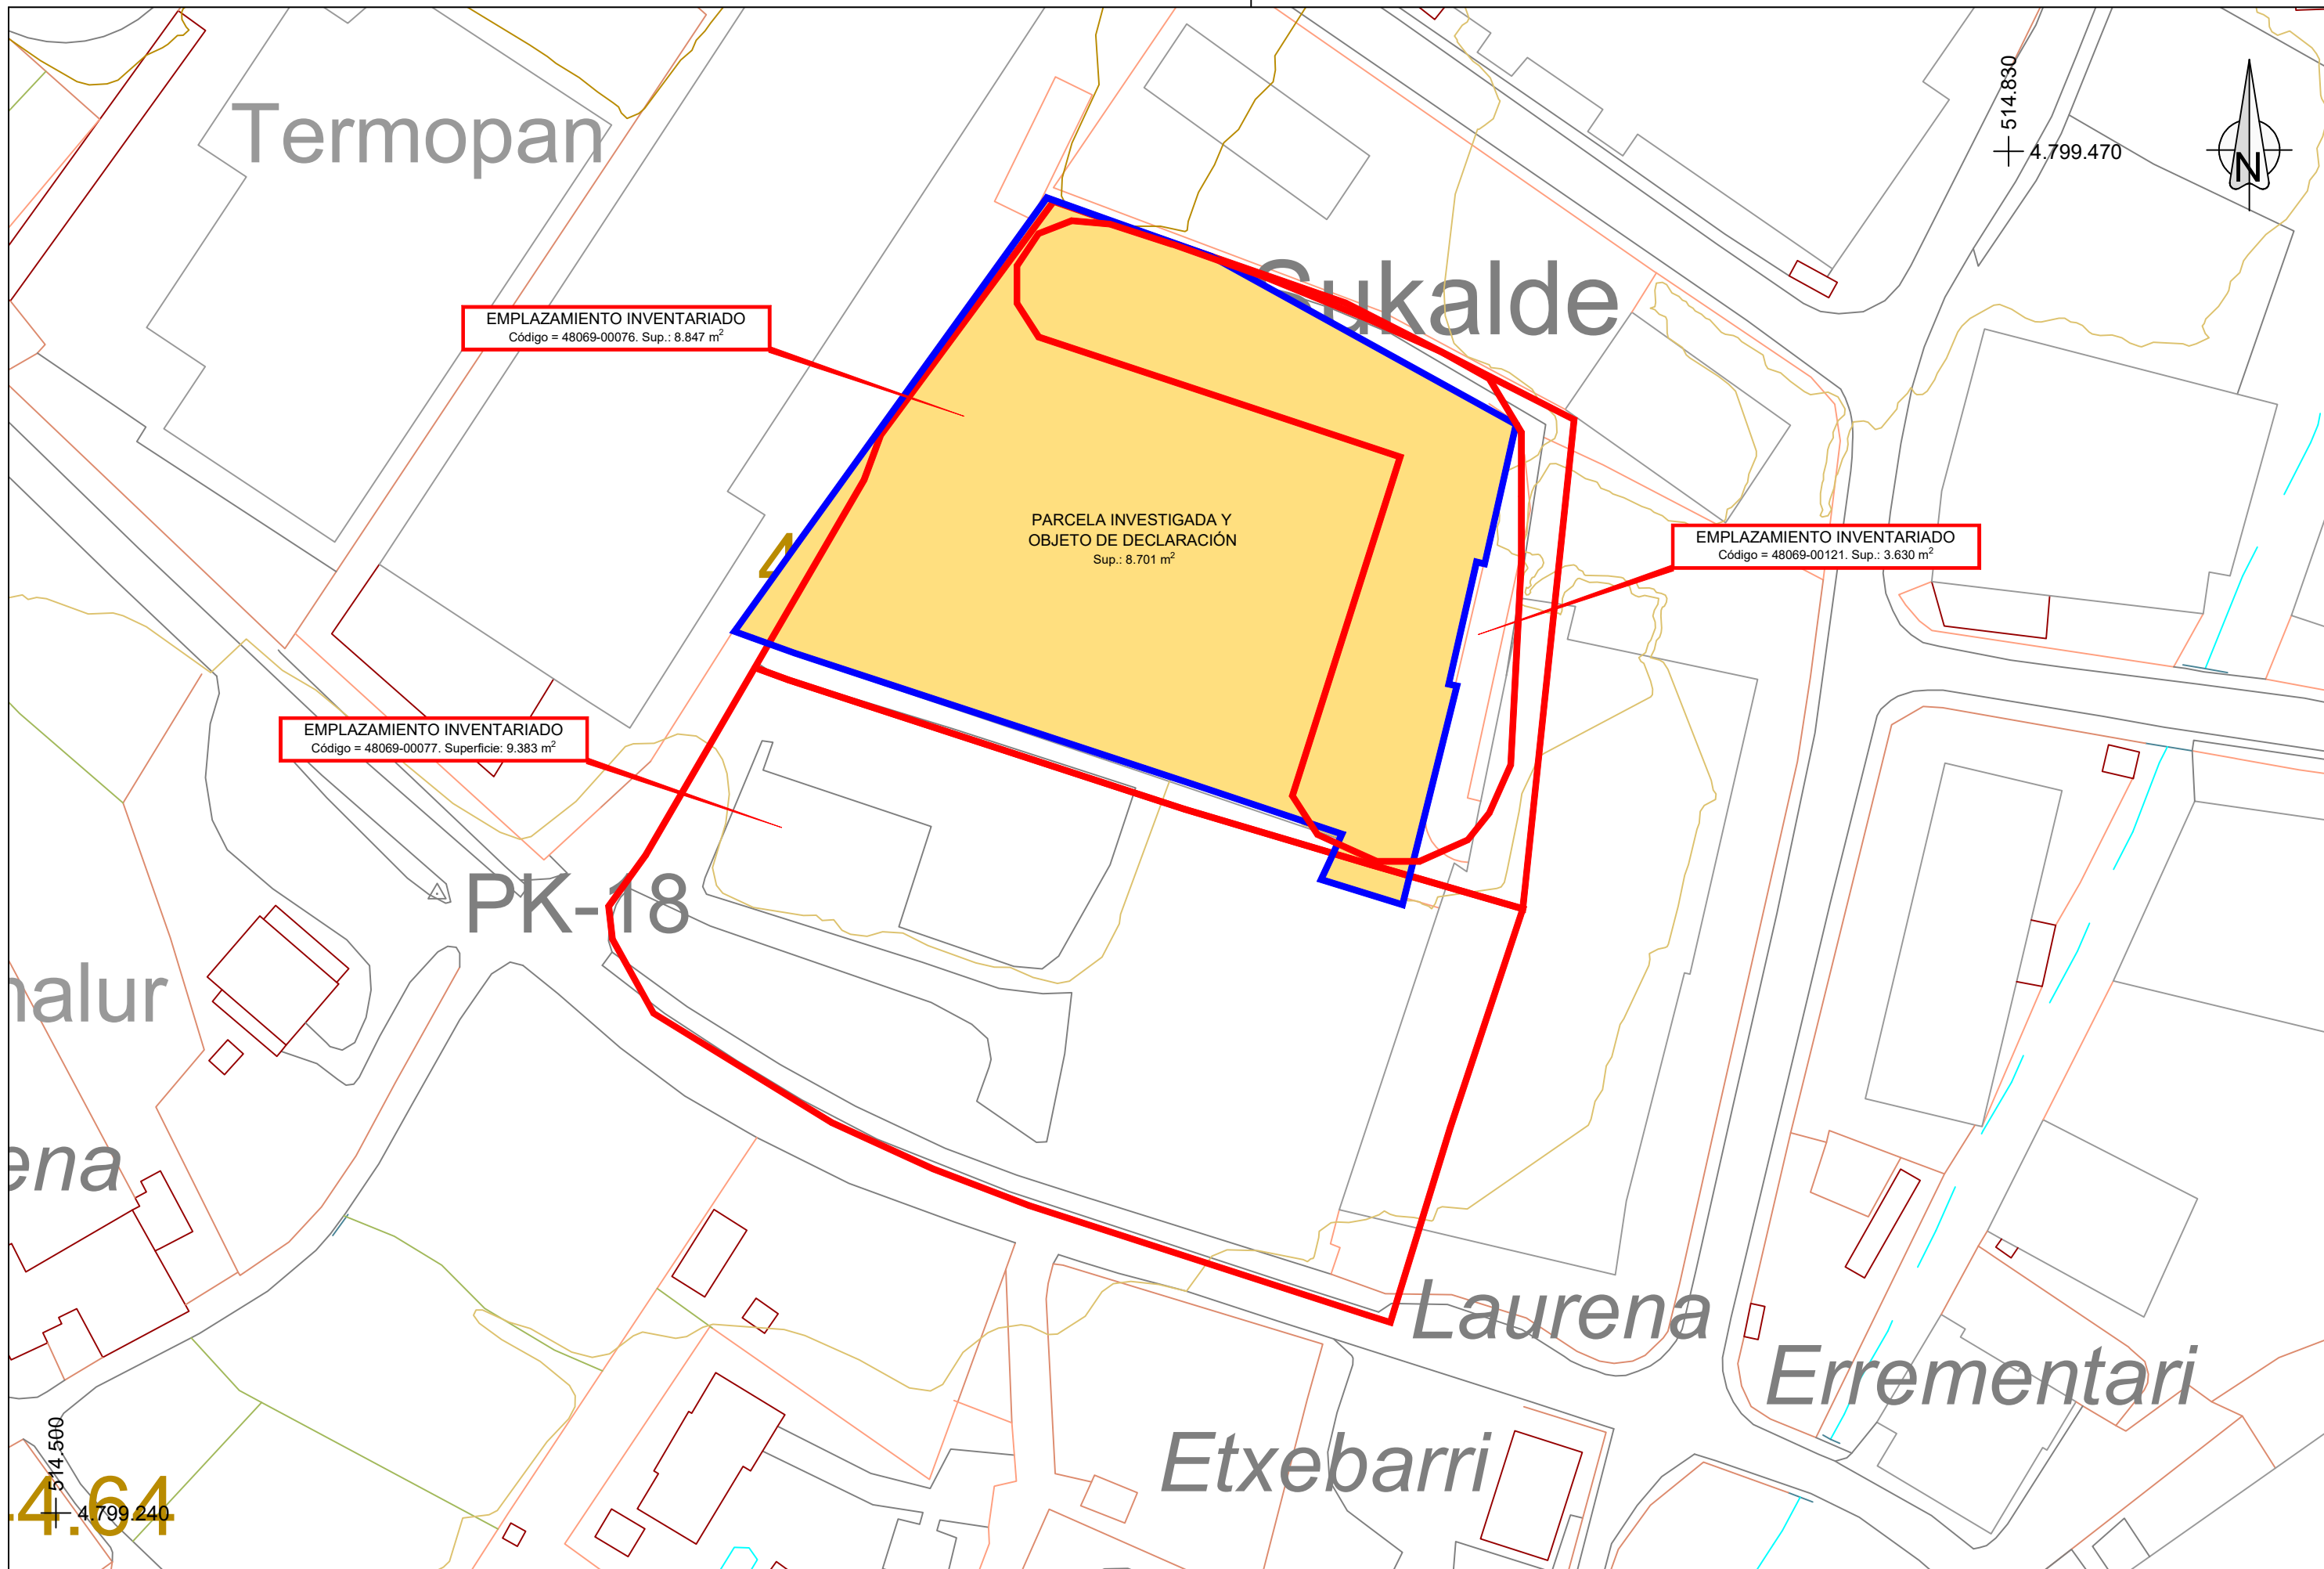 Termopan
514.830
4.799.470
N
Sukalde
EMPLAZAMIENTO INVENTARIADO
Código = 48069-00076. Sup.: 8.847 m²
PARCELA INVESTIGADA Y
OBJETO DE DECLARACIÓN
Sup.: 8.701 m²
4
EMPLAZAMIENTO INVENTARIADO
Código = 48069-00121. Sup.: 3.630 m²
EMPLAZAMIENTO INVENTARIADO
Código = 48069-00077. Superficie: 9.383 m²
PK-18
nalur
ena
Laurena
Errementari
Etxebarri
514.500
4.64
4.799.240